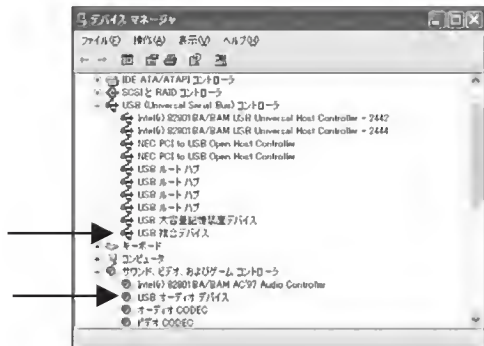 デバイス マネージャ
ファイル(F) 操作(A) 表示(V) ヘルプ(H)
IDE ATA/ATAPI コントローラ
SCSI と RAID コントローラ
USB (Universal Serial Bus) コントローラ
Intel(r) 82801BA/BAM USB Universal Host Controller - 2442
Intel(r) 82801BA/BAM USB Universal Host Controller - 2444
NEC PCI to USB Open Host Controller
NEC PCI to USB Open Host Controller
USB ルート ハブ
USB ルート ハブ
USB ルート ハブ
USB ルート ハブ
USB 大容量記憶装置デバイス
USB 複合デバイス
キーボード
コンピュータ
サウンド、ビデオ、およびゲーム コントローラ
Intel(r) 82801BA/BAM AC'97 Audio Controller
USB オーディオ デバイス
オーディオ CODEC
ビデオ CODEC